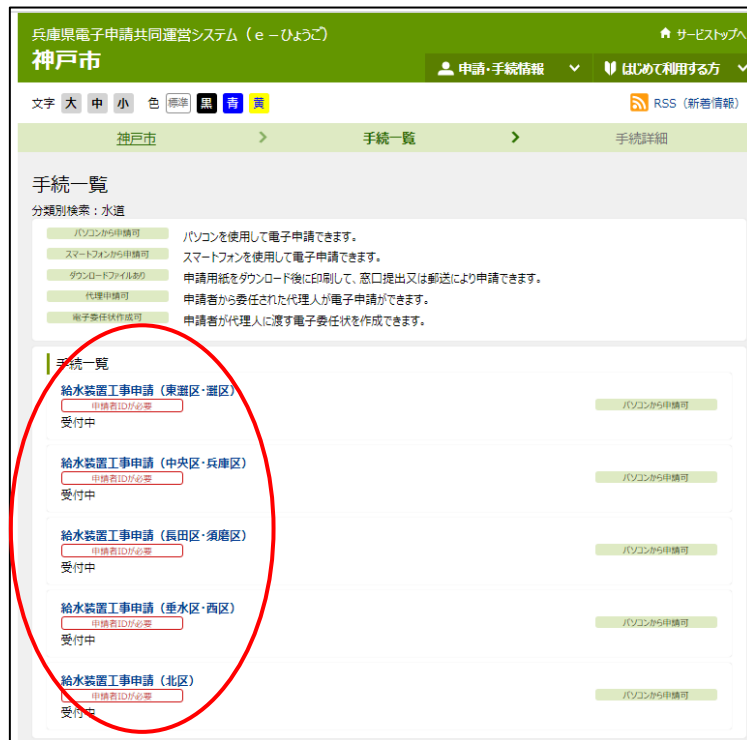 兵庫県電子申請共同運営システム（e－ひょうご）
サービストップへ
神戸市
申請・手続情報
はじめて利用する方
文字 大 中 小 色 標準 黒 青 黄
RSS（新着情報）
神戸市 > 手続一覧 > 手続詳細
手続一覧
分類別検索：水道
パソコンから申請可 パソコンを使用して電子申請できます。
スマートフォンから申請可 スマートフォンを使用して電子申請できます。
ダウンロードファイルあり 申請用紙をダウンロード後に印刷して、窓口提出又は郵送により申請できます。
代理申請可 申請者から委任された代理人が電子申請ができます。
電子委任状作成可 申請者が代理人に渡す電子委任状を作成できます。
手続一覧
給水装置工事申請（東灘区・灘区）
申請者IDが必要 パソコンから申請可
受付中
給水装置工事申請（中央区・兵庫区）
申請者IDが必要 パソコンから申請可
受付中
給水装置工事申請（長田区・須磨区）
申請者IDが必要 パソコンから申請可
受付中
給水装置工事申請（垂水区・西区）
申請者IDが必要 パソコンから申請可
受付中
給水装置工事申請（北区）
申請者IDが必要 パソコンから申請可
受付中